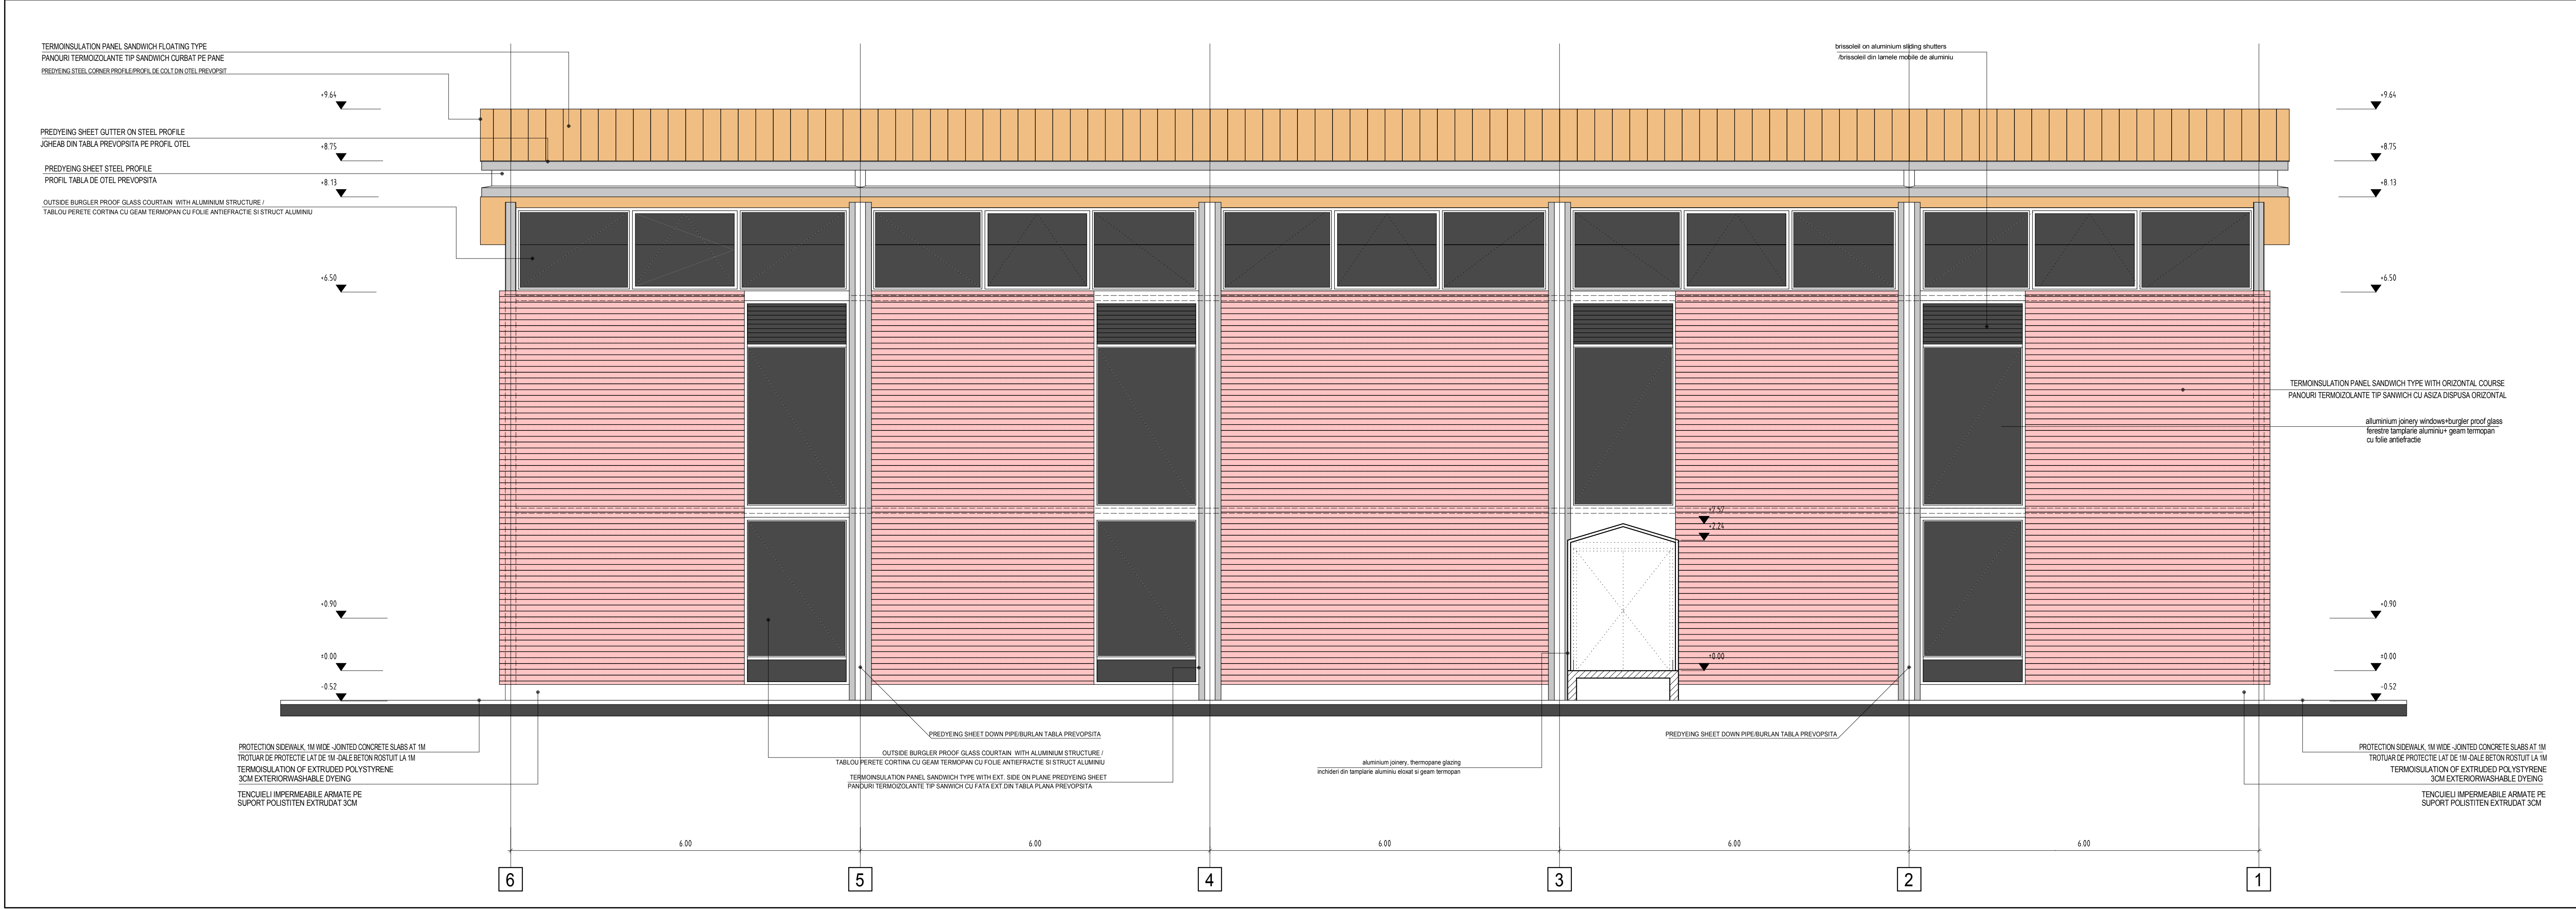 TERMOINSULATION PANEL SANDWICH FLOATING TYPE
PANOURI TERMOIZOLANTE TIP SANDWICH CURBAT PE PANE
PREDYEING STEEL CORNER PROFILE/PROFIL DE COLT DIN OTEL PREVOPSIT
brissoleil on aluminium sliding shutters
/brissoleil din lamele mobile de aluminiu
+9.64
+9.64
PREDYEING SHEET GUTTER ON STEEL PROFILE
JGHEAB DIN TABLA PREVOPSITA PE PROFIL OTEL
+8.75
+8.75
PREDYEING SHEET STEEL PROFILE
PROFIL TABLA DE OTEL PREVOPSITA
+8.13
+8.13
OUTSIDE BURGLER PROOF GLASS COURTAIN WITH ALUMINIUM STRUCTURE /
TABLOU PERETE CORTINA CU GEAM TERMOPAN CU FOLIE ANTIEFRACTIE SI STRUCT ALUMINIU
+6.50
+6.50
TERMOINSULATION PANEL SANDWICH TYPE WITH ORIZONTAL COURSE
PANOURI TERMOIZOLANTE TIP SANWICH CU ASIZA DISPUSA ORIZONTAL
alluminium joinery windows+burgler proof glass
ferestre tamplarie aluminiu+ geam termopan
cu folie antiefractie
+2.24
+0.90
+0.90
±0.00
±0.00
±0.00
-0.52
-0.52
PREDYEING SHEET DOWN PIPE/BURLAN TABLA PREVOPSITA
PREDYEING SHEET DOWN PIPE/BURLAN TABLA PREVOPSITA
PROTECTION SIDEWALK, 1M WIDE -JOINTED CONCRETE SLABS AT 1M
TROTUAR DE PROTECTIE LAT DE 1M -DALE BETON ROSTUIT LA 1M
TERMOISULATION OF EXTRUDED POLYSTYRENE
3CM EXTERIORWASHABLE DYEING
TENCUIELI IMPERMEABILE ARMATE PE
SUPORT POLISTITEN EXTRUDAT 3CM
OUTSIDE BURGLER PROOF GLASS COURTAIN WITH ALUMINIUM STRUCTURE /
TABLOU PERETE CORTINA CU GEAM TERMOPAN CU FOLIE ANTIEFRACTIE SI STRUCT ALUMINIU
TERMOINSULATION PANEL SANDWICH TYPE WITH EXT. SIDE ON PLANE PREDYEING SHEET
PANOURI TERMOIZOLANTE TIP SANWICH CU FATA EXT.DIN TABLA PLANA PREVOPSITA
aluminium joinery, thermopane glazing
inchideri din tamplarie aluminiu eloxat si geam termopan
PROTECTION SIDEWALK, 1M WIDE -JOINTED CONCRETE SLABS AT 1M
TROTUAR DE PROTECTIE LAT DE 1M -DALE BETON ROSTUIT LA 1M
TERMOISULATION OF EXTRUDED POLYSTYRENE
3CM EXTERIORWASHABLE DYEING
TENCUIELI IMPERMEABILE ARMATE PE
SUPORT POLISTITEN EXTRUDAT 3CM
6.00 6.00 6.00 6.00 6.00
6 5 4 3 2 1